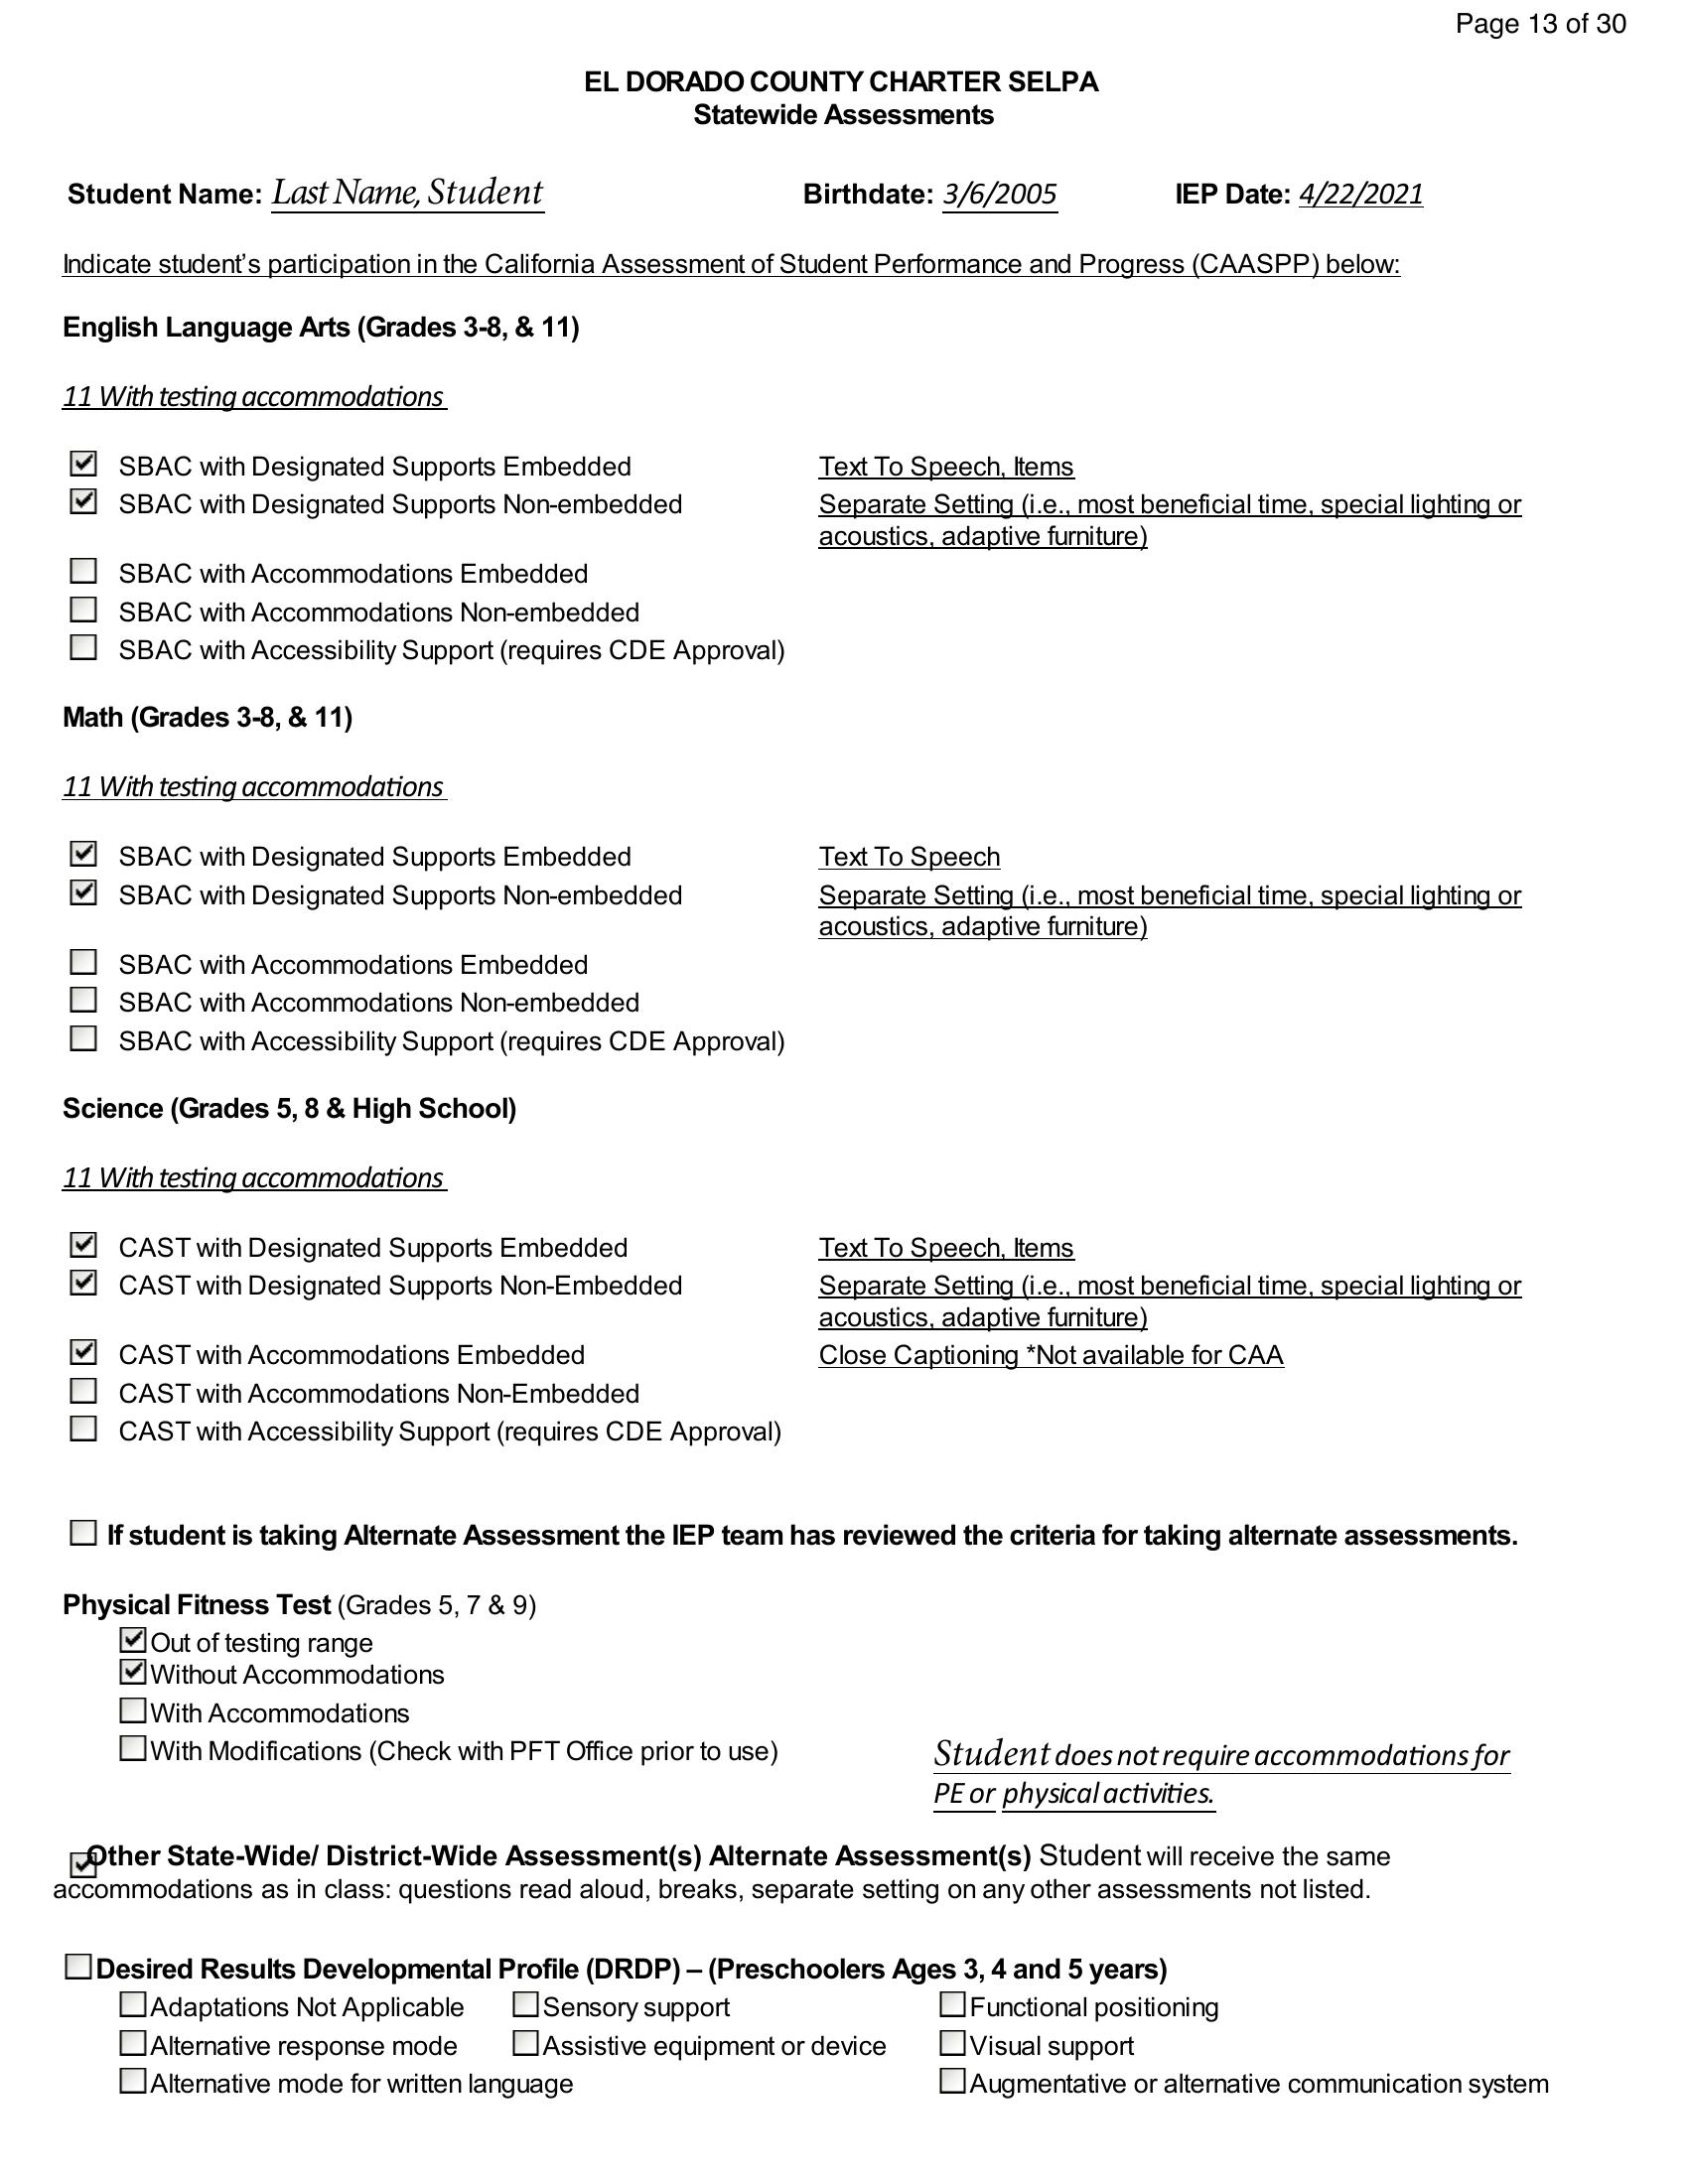 Page 13 of 30
EL DORADO COUNTY CHARTER SELPA
Statewide Assessments
Student Name: Last Name, Student Birthdate: 3/6/2005 IEP Date: 4/22/2021
Indicate student's participation in the California Assessment of Student Performance and Progress (CAASPP) below:
English Language Arts (Grades 3-8, & 11)
11 With testing accommodations
SBAC with Designated Supports Embedded Text To Speech, Items
SBAC with Designated Supports Non-embedded Separate Setting (i.e., most beneficial time, special lighting or
acoustics, adaptive furniture)
SBAC with Accommodations Embedded
SBAC with Accommodations Non-embedded
SBAC with Accessibility Support (requires CDE Approval)
Math (Grades 3-8, & 11)
11 With testing accommodations
SBAC with Designated Supports Embedded Text To Speech
SBAC with Designated Supports Non-embedded Separate Setting (i.e., most beneficial time, special lighting or
acoustics, adaptive furniture)
SBAC with Accommodations Embedded
SBAC with Accommodations Non-embedded
SBAC with Accessibility Support (requires CDE Approval)
Science (Grades 5, 8 & High School)
11 With testing accommodations
CAST with Designated Supports Embedded Text To Speech, Items
CAST with Designated Supports Non-Embedded Separate Setting (i.e., most beneficial time, special lighting or
acoustics, adaptive furniture)
CAST with Accommodations Embedded Close Captioning *Not available for CAA
CAST with Accommodations Non-Embedded
CAST with Accessibility Support (requires CDE Approval)
If student is taking Alternate Assessment the IEP team has reviewed the criteria for taking alternate assessments.
Physical Fitness Test (Grades 5, 7 & 9)
Out of testing range
Without Accommodations
With Accommodations
With Modifications (Check with PFT Office prior to use) Student does not require accommodations for
PE or physical activities.
Other State-Wide/ District-Wide Assessment(s) Alternate Assessment(s) Student will receive the same
accommodations as in class: questions read aloud, breaks, separate setting on any other assessments not listed.
Desired Results Developmental Profile (DRDP) – (Preschoolers Ages 3, 4 and 5 years)
Adaptations Not Applicable Sensory support Functional positioning
Alternative response mode Assistive equipment or device Visual support
Alternative mode for written language Augmentative or alternative communication system